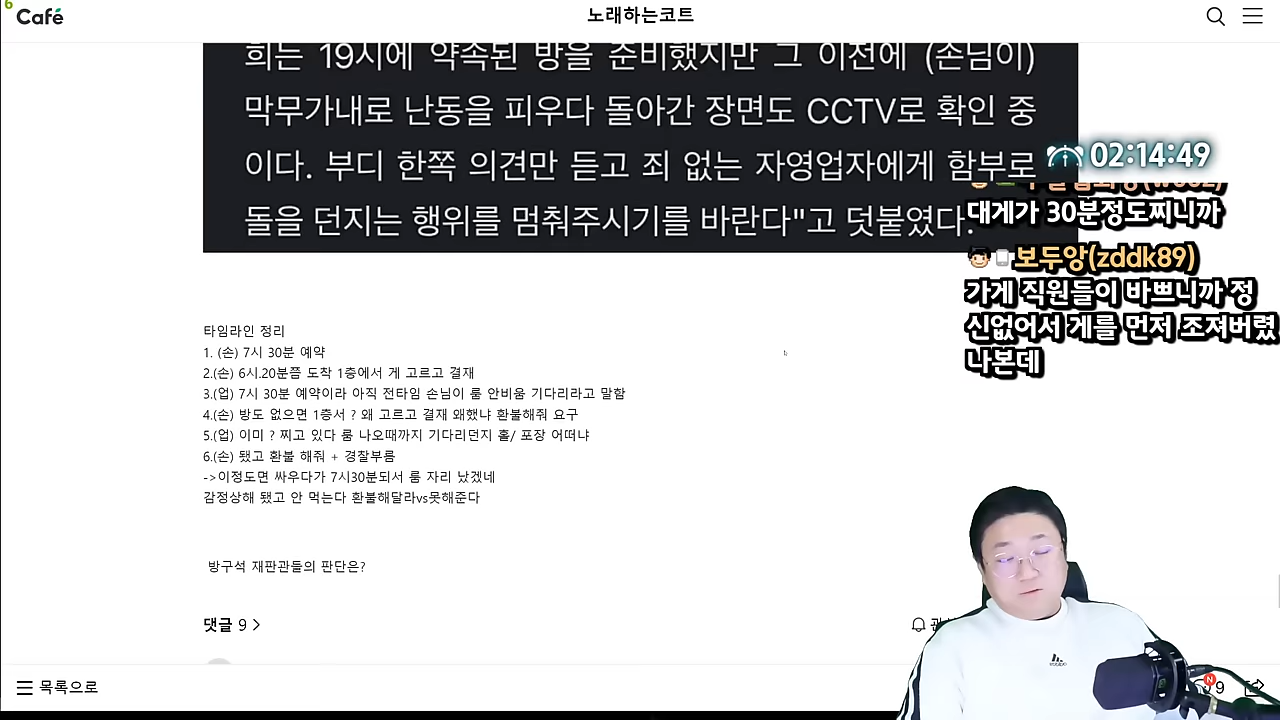 6
Café
노래하는코트
희는 19시에 약속된 방을 준비했지만 그 이전에 (손님이)
막무가내로 난동을 피우다 돌아간 장면도 CCTV로 확인 중
이다. 부디 한쪽 의견만 듣고 죄 없는 자영업자에게 함부로
돌을 던지는 행위를 멈춰주시기를 바란다"고 덧붙였다.
02:14:49
대게가 30분정도찌니까
보두앙(zddk89)
가게 직원들이 바쁘니까 정
신없어서 게를 먼저 조져버렸
나본데
타임라인 정리
1. (손) 7시 30분 예약
2.(손) 6시.20분쯤 도착 1층에서 게 고르고 결재
3.(업) 7시 30분 예약이라 아직 전타임 손님이 룸 안비움 기다리라고 말함
4.(손) 방도 없으면 1층서 ? 왜 고르고 결재 왜했냐 환불해줘 요구
5.(업) 이미 ? 찌고 있다 룸 나오때까지 기다리던지 홀/ 포장 어떠냐
6.(손) 됐고 환불 해줘 + 경찰부름
->이정도면 싸우다가 7시30분되서 룸 자리 났겠네
감정상해 됐고 안 먹는다 환불해달라vs못해준다
방구석 재판관들의 판단은?
댓글 9 >
목록으로
N
9